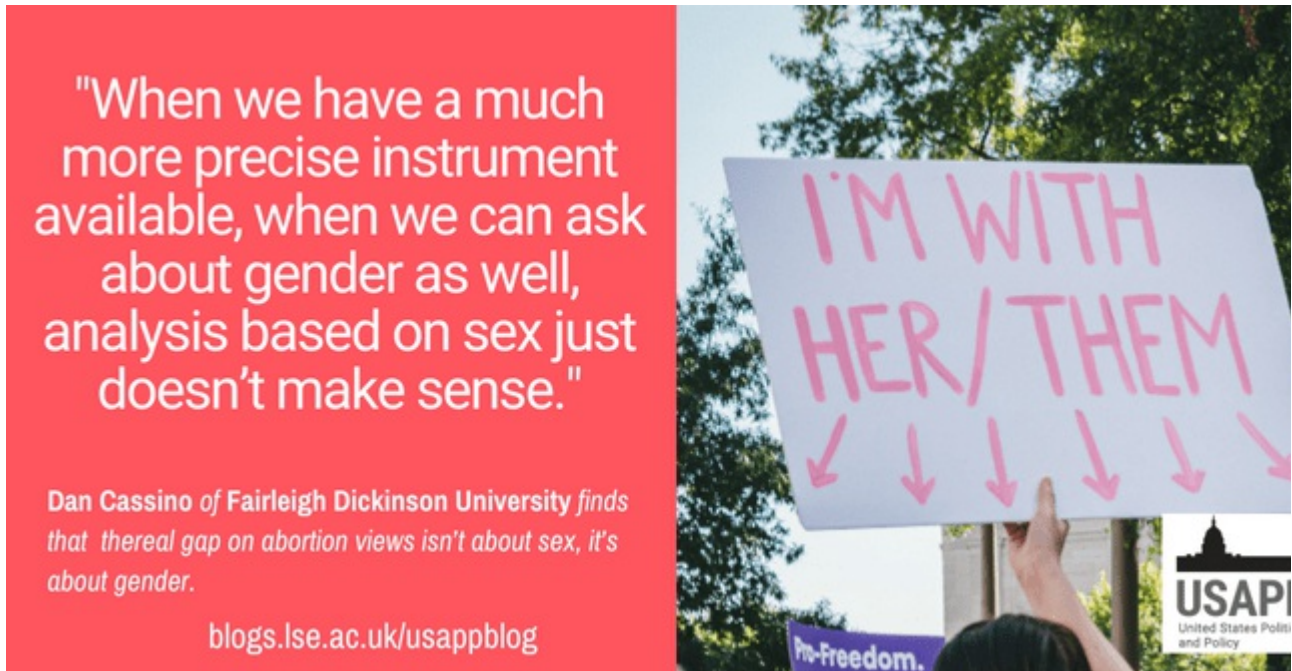 "When we have a much
more precise instrument
available, when we can ask
about gender as well,
analysis based on sex just
doesn’t make sense."
Dan Cassino of Fairleigh Dickinson University finds
that thereal gap on abortion views isn't about sex, it's
about gender.
blogs.lse.ac.uk/usappblog
I'M WITH
HER/THEM
Pro-Freedom.
USAPP
United States Politi
and Policy